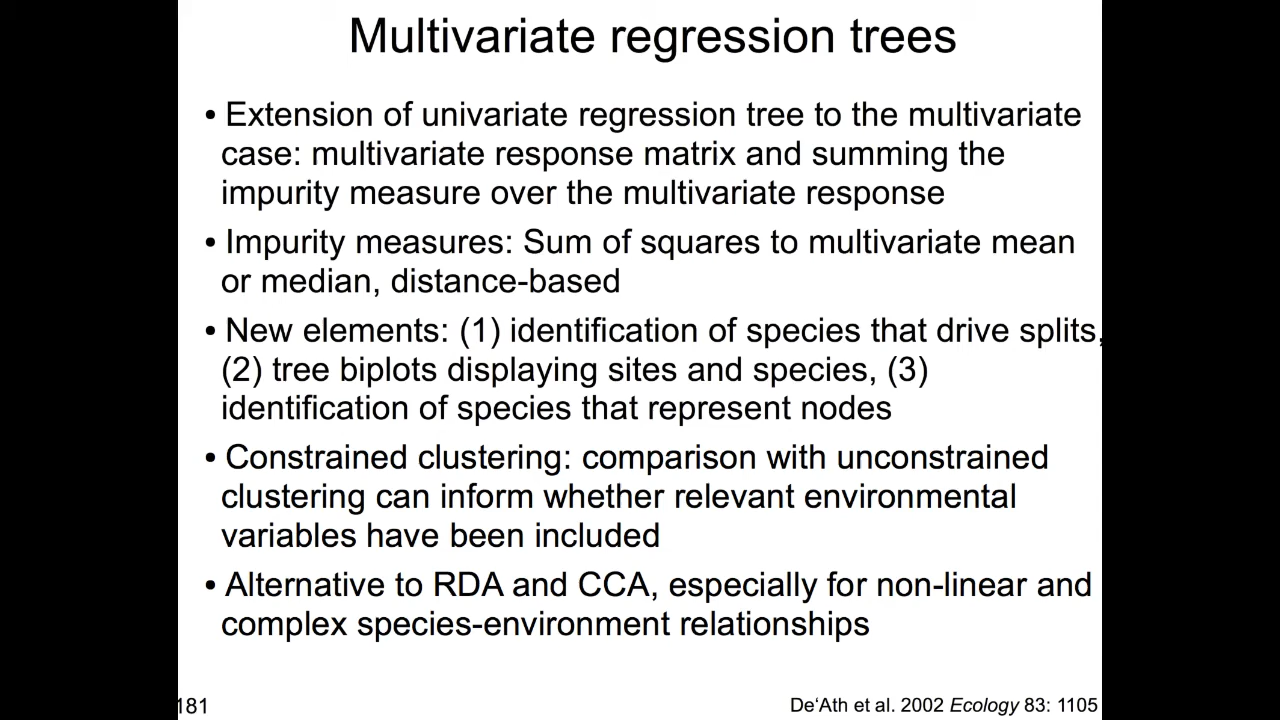 Multivariate regression trees
• Extension of univariate regression tree to the multivariate
case: multivariate response matrix and summing the
impurity measure over the multivariate response
• Impurity measures: Sum of squares to multivariate mean
or median, distance-based
• New elements: (1) identification of species that drive splits,
(2) tree biplots displaying sites and species, (3)
identification of species that represent nodes
• Constrained clustering: comparison with unconstrained
clustering can inform whether relevant environmental
variables have been included
• Alternative to RDA and CCA, especially for non-linear and
complex species-environment relationships
181
De‘Ath et al. 2002 Ecology 83: 1105